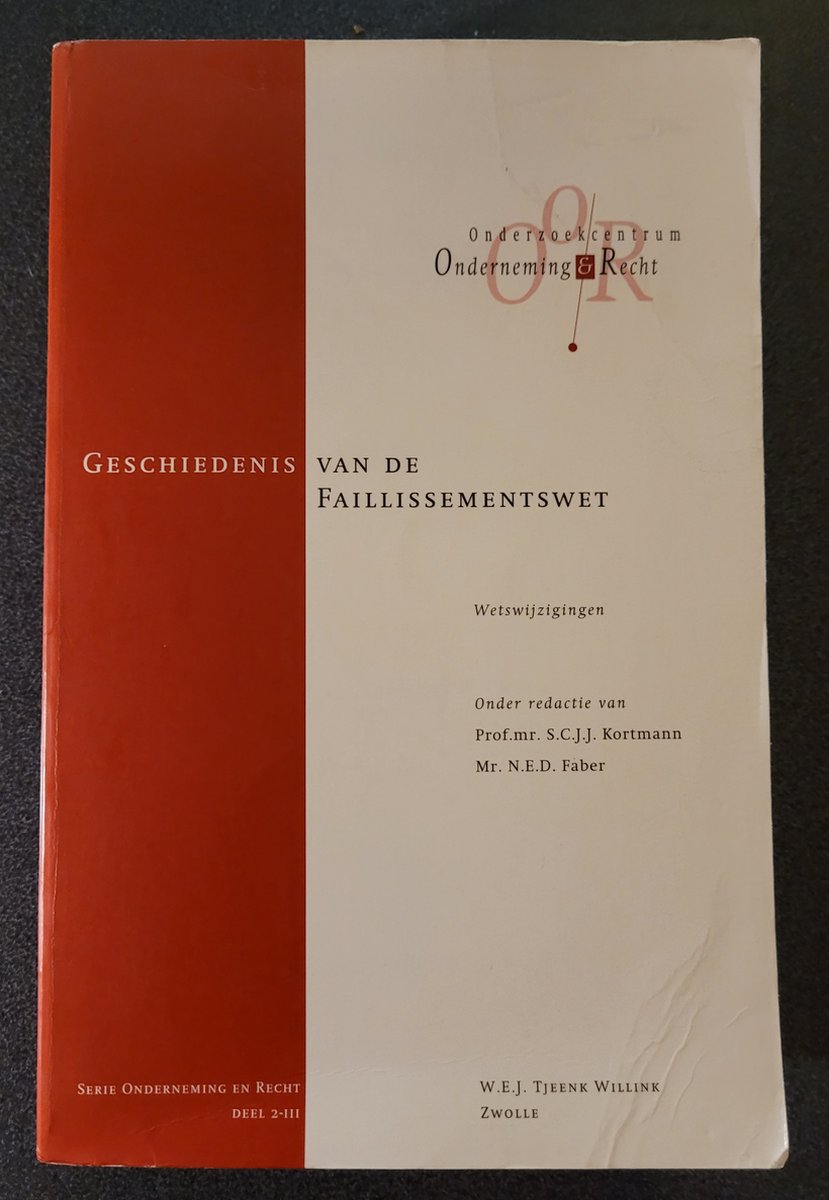 OOR
Onderzoekcentrum
Onderneming & Recht
Geschiedenis van de
Faillissementswet
Wetswijzigingen
Onder redactie van
Prof.mr. S.C.J.J. Kortmann
Mr. N.E.D. Faber
Serie Onderneming en Recht
deel 2-III
W.E.J. Tjeenk Willink
Zwolle